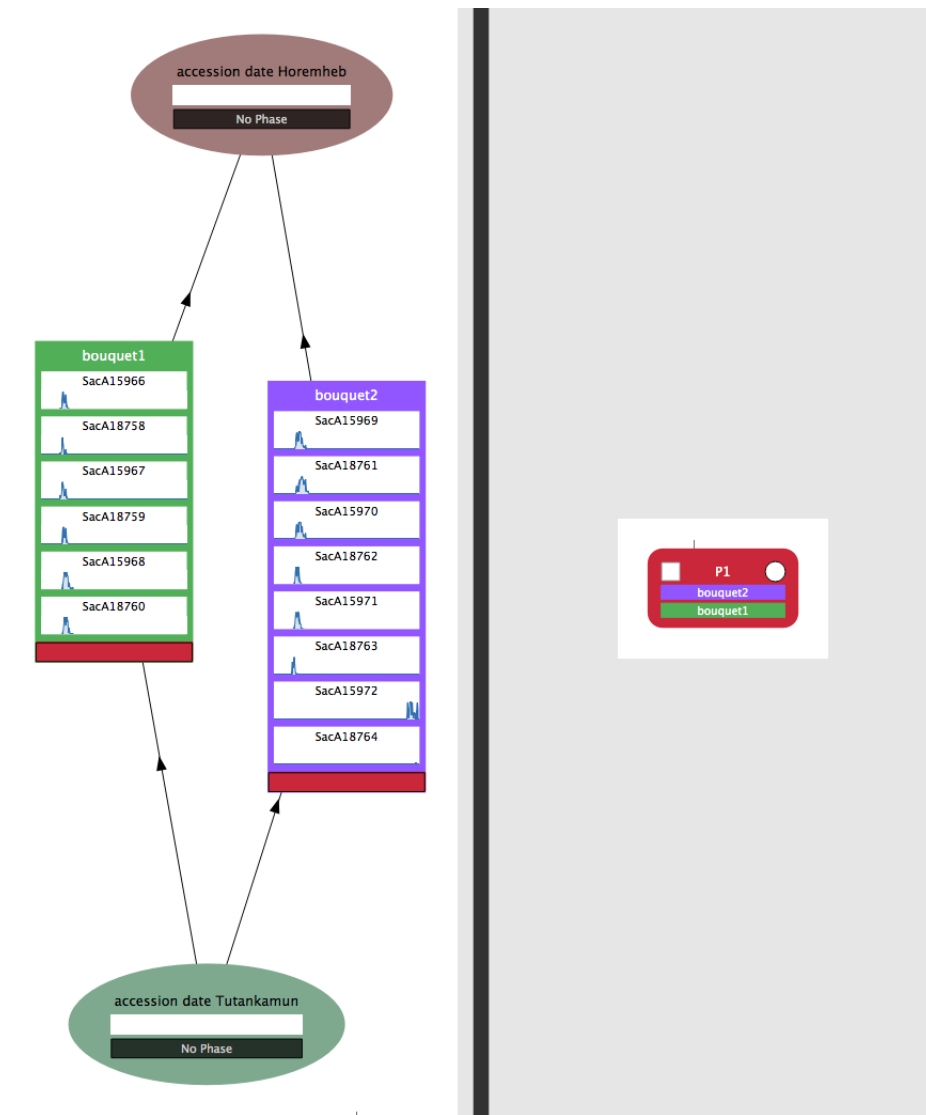 accession date Horemheb
No Phase
bouquet1
SacA15966
SacA18758
SacA15967
SacA18759
SacA15968
SacA18760
bouquet2
SacA15969
SacA18761
SacA15970
SacA18762
SacA15971
SacA18763
SacA15972
SacA18764
accession date Tutankamun
No Phase
P1
bouquet2
bouquet1